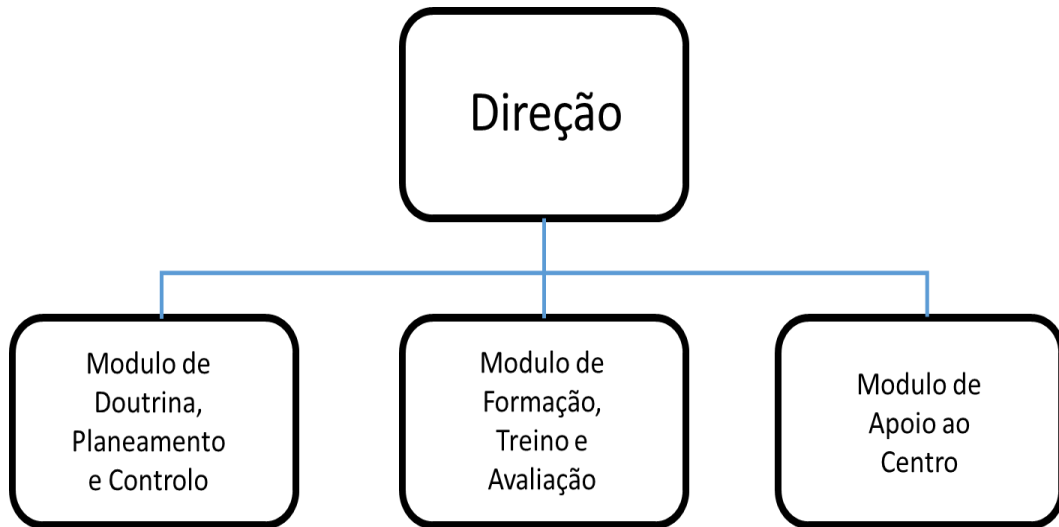 Direção
Modulo de
Doutrina,
Planeamento
e Controlo
Modulo de
Formação,
Treino e
Avaliação
Modulo de
Apoio ao
Centro